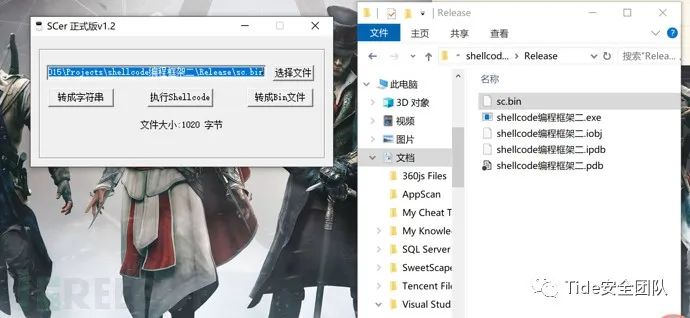 SCer 正式版v1.2
015\Projects\shellcode编程框架二\Release\sc.bin
选择文件
转成字符串
执行Shellcode
转成Bin文件
文件大小:1020 字节
Release
文件
主页
共享
查看
shellcod...
Release
搜索"Relea...
此电脑
3D 对象
视频
图片
文档
360js Files
AppScan
My Cheat T
My Knowle
SQL Server
SweetScape
Tencent File
Visual Stud
名称
sc.bin
shellcode编程框架二.exe
shellcode编程框架二.iobj
shellcode编程框架二.ipdb
shellcode编程框架二.pdb
Tide安全团队